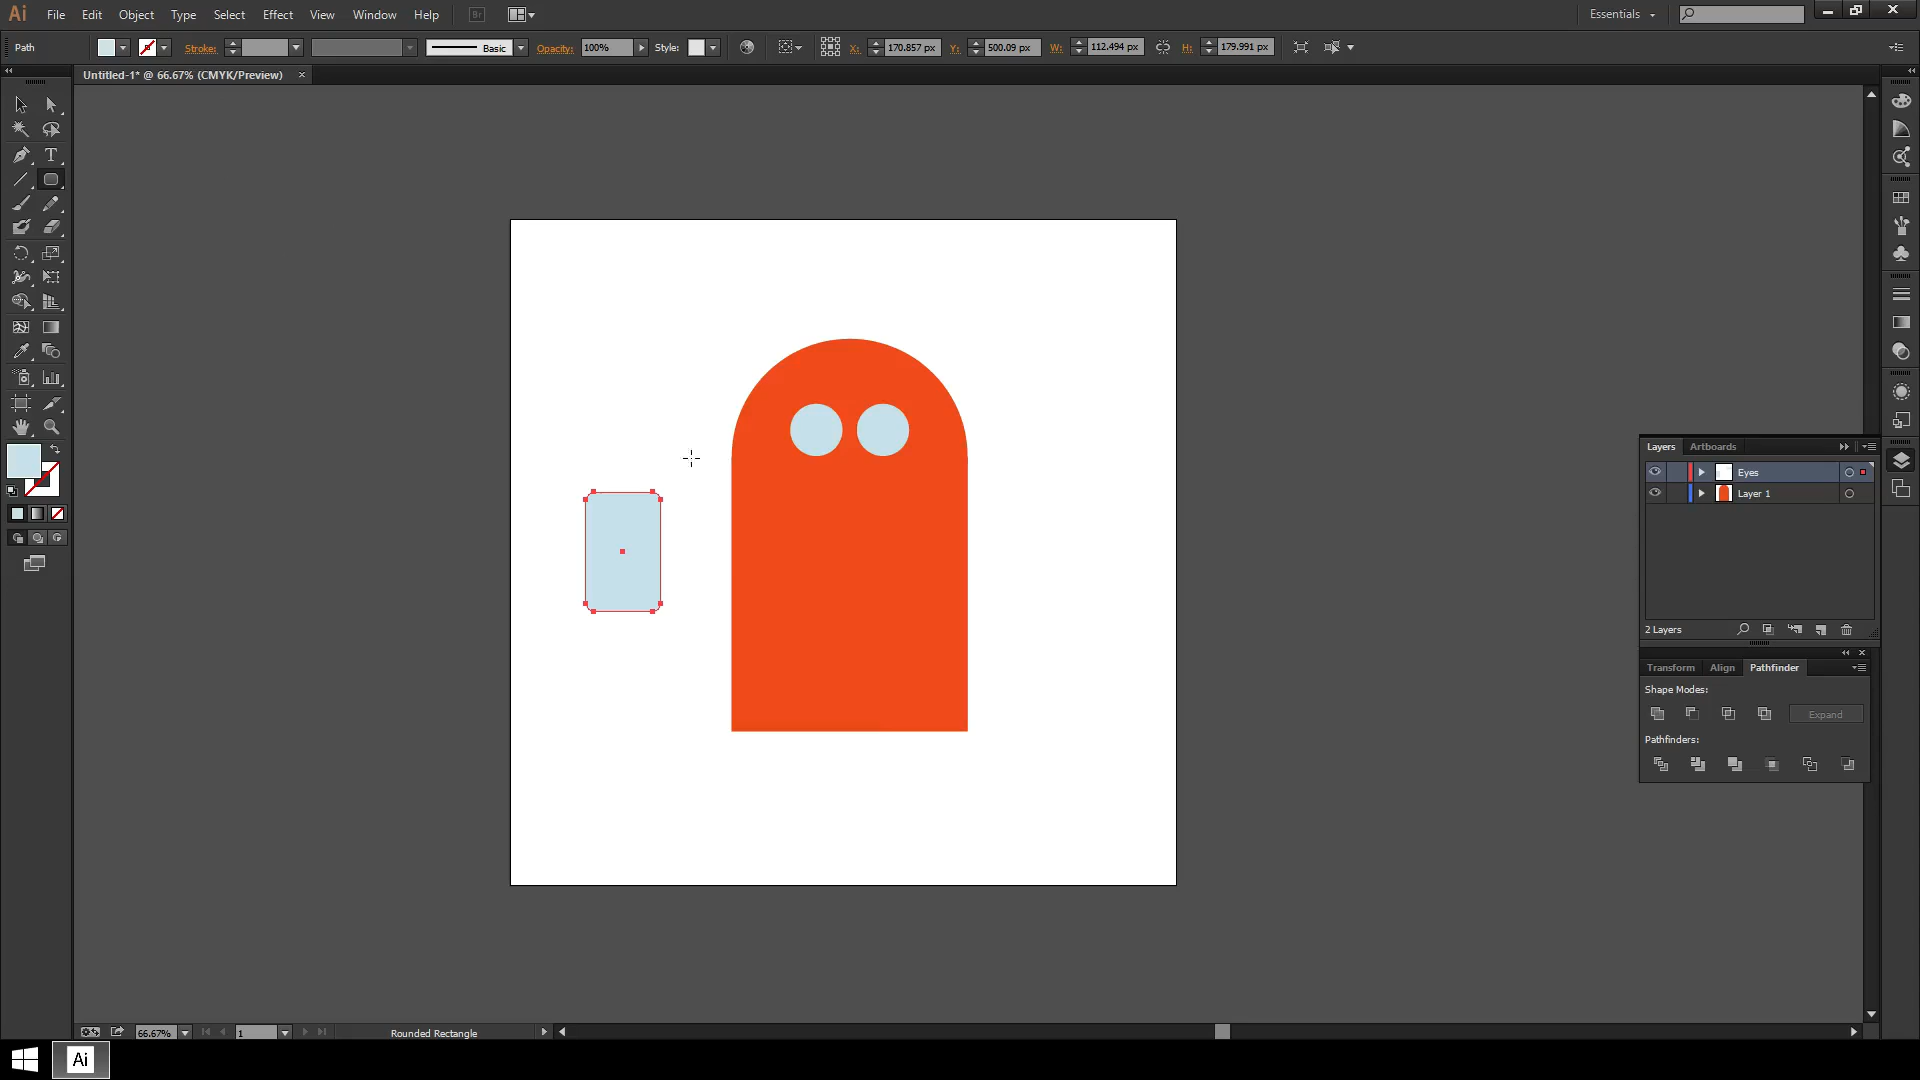 Ai File Edit Object Type Select Effect View Window Help Br Essentials
Path Stroke: Basic Opacity: 100% Style: X: 170.857 px Y: 500.09 px W: 112.494 px H: 179.991 px
Untitled-1* @ 66.67% (CMYK/Preview) ×
Layers Artboards
Eyes
Layer 1
2 Layers
Transform Align Pathfinder
Shape Modes:
Expand
Pathfinders:
66.67% 1 Rounded Rectangle
Ai